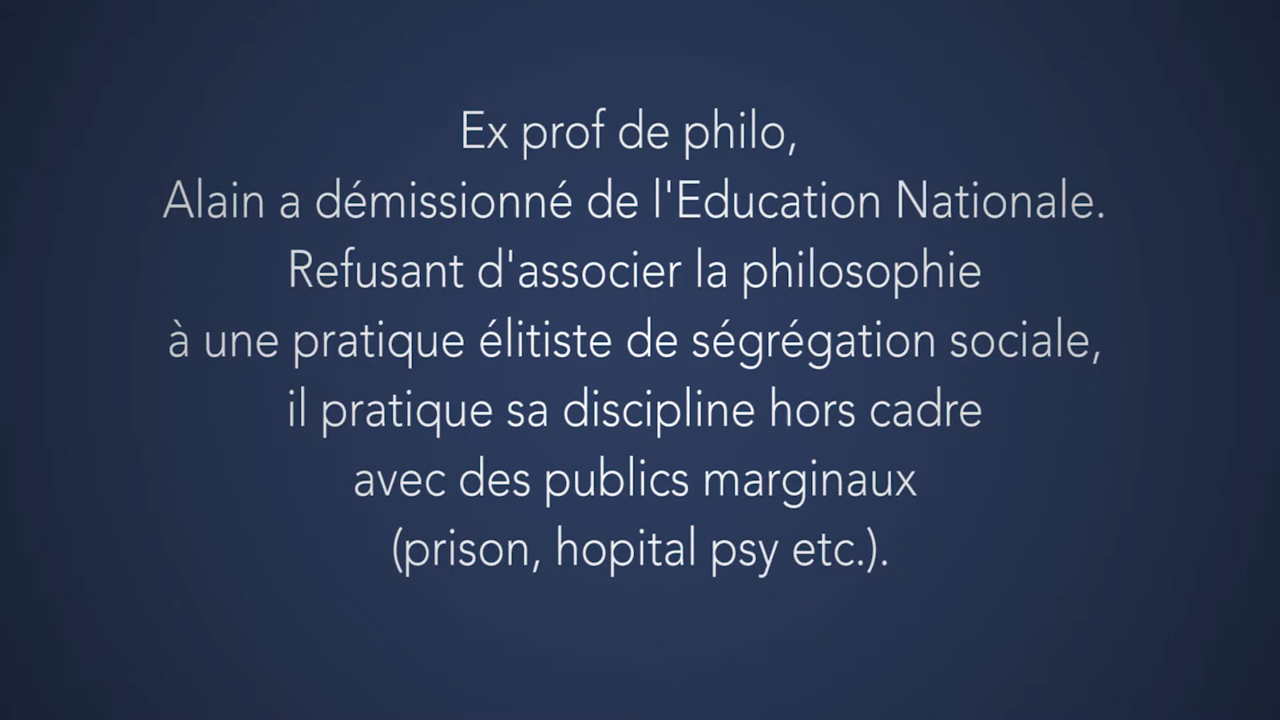 Ex prof de philo,
Alain a démissionné de l'Education Nationale.
Refusant d'associer la philosophie
à une pratique élitiste de ségrégation sociale,
il pratique sa discipline hors cadre
avec des publics marginaux
(prison, hopital psy etc.).